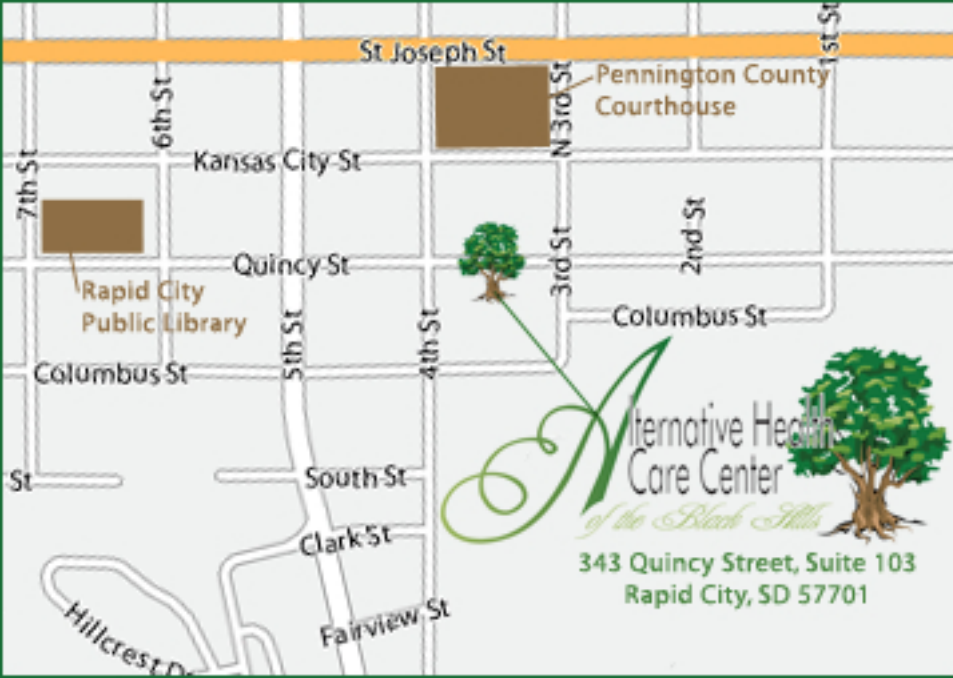 St Joseph St
1st St
Pennington County
Courthouse
6th St
N 3rd St
Kansas City St
7th St
Quincy St
3rd St
2nd St
Rapid City
Public Library
5th St
4th St
Columbus St
Columbus St
Alternative Health
Care Center
of the Black Hills
St
South St
Clark St
343 Quincy Street, Suite 103
Rapid City, SD 57701
Fairview St
Hillcrest Dr